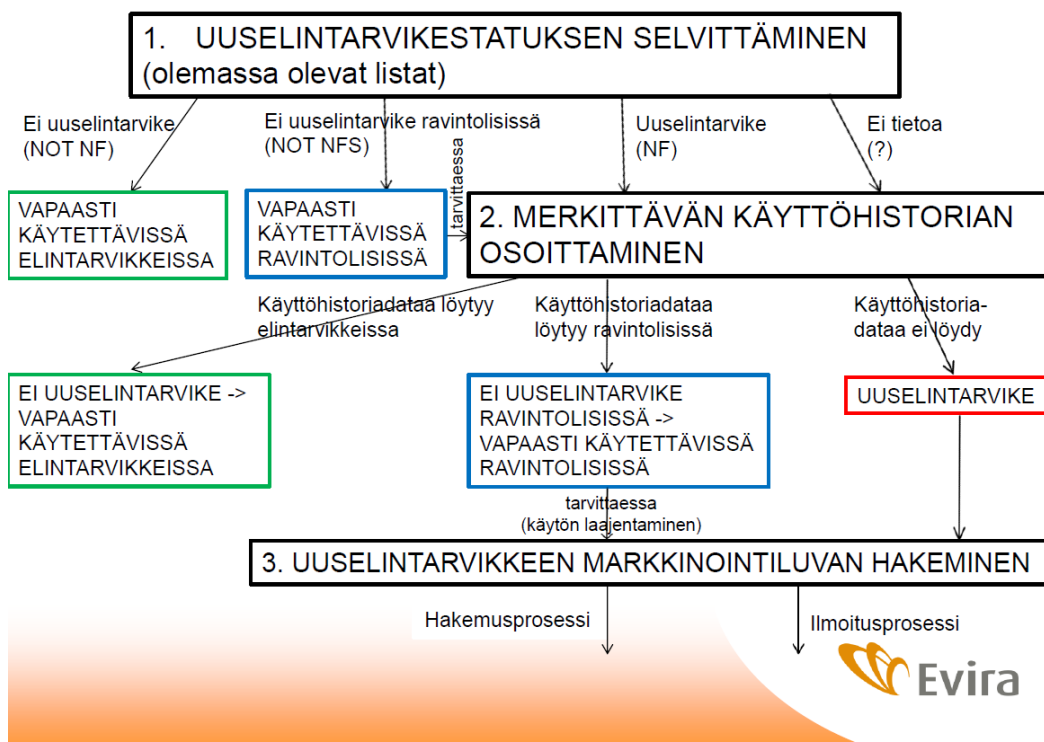 1. UUSELINTARVIKESTATUKSEN SELVITTÄMINEN
(olemassa olevat listat)
Ei uuselintarvike
(NOT NF)
Ei uuselintarvike ravintolisissä
(NOT NFS)
Uuselintarvike
(NF)
Ei tietoa
(?)
VAPAASTI
KÄYTETTÄVISSÄ
ELINTARVIKKEISSA
VAPAASTI
KÄYTETTÄVISSÄ
RAVINTOLISISSÄ
tarvittaessa
2. MERKITTÄVÄN KÄYTTÖHISTORIAN
OSOITTAMINEN
Käyttöhistoriadataa löytyy
elintarvikkeissa
Käyttöhistoriadataa
löytyy ravintolisissä
Käyttöhistoria-
dataa ei löydy
EI UUSELINTARVIKE ->
VAPAASTI
KÄYTETTÄVISSÄ
ELINTARVIKKEISSA
EI UUSELINTARVIKE
RAVINTOLISISSÄ ->
VAPAASTI KÄYTETTÄVISSÄ
RAVINTOLISISSÄ
UUSELINTARVIKE
tarvittaessa
(käytön laajentaminen)
3. UUSELINTARVIKKEEN MARKKINOINTILUVAN HAKEMINEN
Hakemusprosessi
Ilmoitusprosessi
Evira